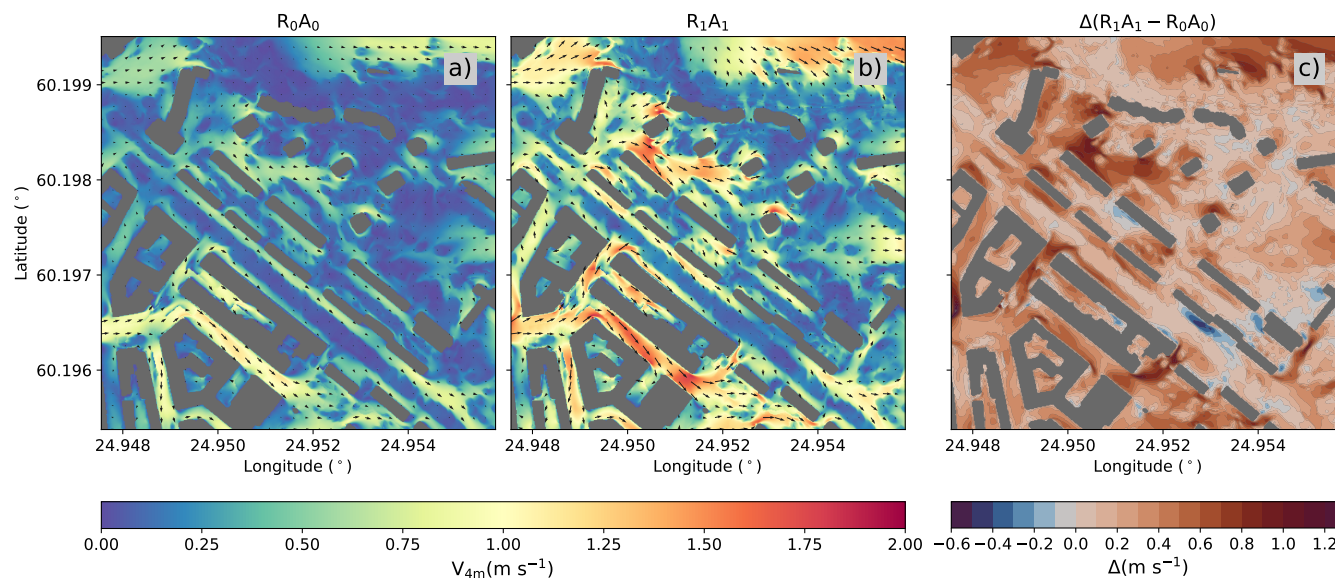 R₀A₀
R₁A₁
Δ(R₁A₁ − R₀A₀)
a)
b)
c)
60.199
60.198
60.197
60.196
Latitude (°)
24.948 24.950 24.952 24.954
24.948 24.950 24.952 24.954
24.948 24.950 24.952 24.954
Longitude (°)
Longitude (°)
Longitude (°)
0.00 0.25 0.50 0.75 1.00 1.25 1.50 1.75 2.00
V₄ₘ(m s⁻¹)
−0.6 −0.4 −0.2 0.0 0.2 0.4 0.6 0.8 1.0 1.2
Δ(m s⁻¹)